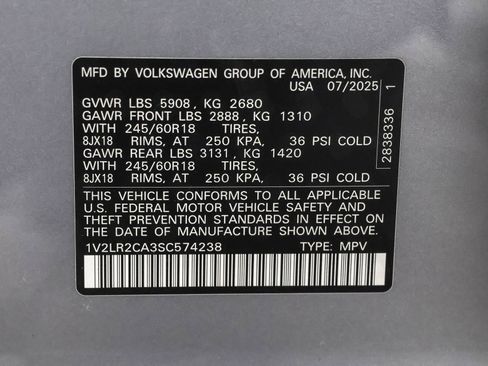 MFD BY VOLKSWAGEN GROUP OF AMERICA, INC.
USA 07/2025
GVWR LBS 5908, KG 2680
GAWR FRONT LBS 2888, KG 1310
WITH 245/60R18 TIRES,
8JX18 RIMS, AT 250 KPA, 36 PSI COLD
GAWR REAR LBS 3131, KG 1420
WITH 245/60R18 TIRES,
8JX18 RIMS, AT 250 KPA, 36 PSI COLD
THIS VEHICLE CONFORMS TO ALL APPLICABLE
U.S. FEDERAL MOTOR VEHICLE SAFETY AND
THEFT PREVENTION STANDARDS IN EFFECT ON
THE DATE OF MANUFACTURE SHOWN ABOVE.
1V2LR2CA3SC574238 TYPE: MPV
2838336 1